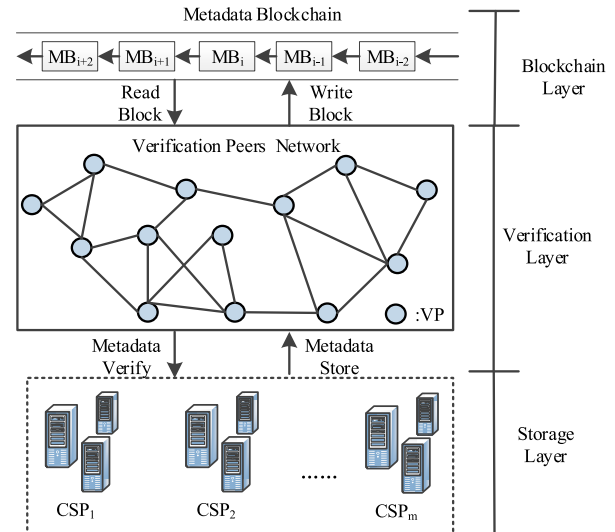 Metadata Blockchain
MBi+2 MBi+1 MBi MBi-1 MBi-2
Read
Block
Write
Block
Blockchain
Layer
Verification Peers Network
:VP
Verification
Layer
Metadata
Verify
Metadata
Store
CSP1 CSP2 ...... CSPm
Storage
Layer